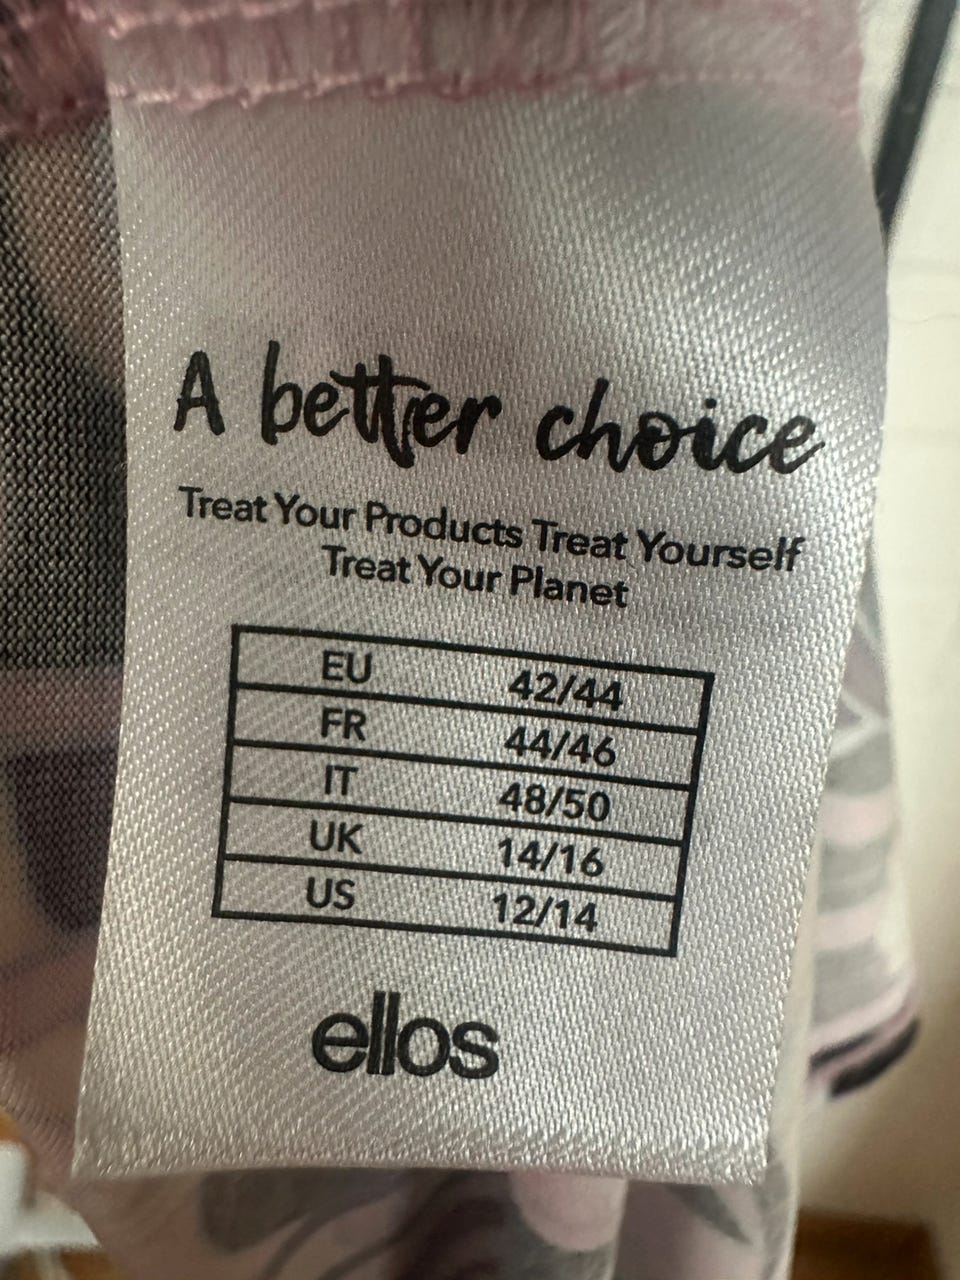 A better choice
Treat Your Products Treat Yourself
Treat Your Planet
EU 42/44
FR 44/46
IT 48/50
UK 14/16
US 12/14
ellos